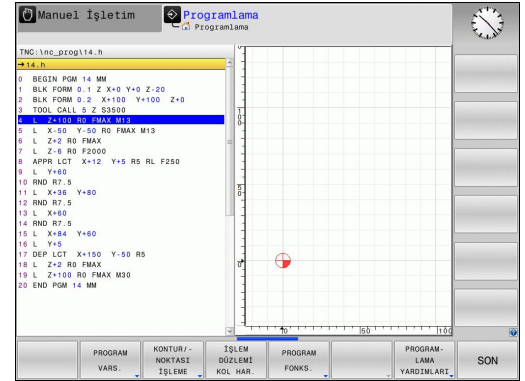 Manuel İşletim
Programlama
Programlama
TNC:\nc_prog\14.h
→14.h
0 BEGIN PGM 14 MM
1 BLK FORM 0.1 Z X+0 Y+0 Z-20
2 BLK FORM 0.2 X+100 Y+100 Z+0
3 TOOL CALL 5 Z S3500
4 L Z+100 R0 FMAX M13
5 L X-50 Y-50 R0 FMAX M13
6 L Z+2 R0 FMAX
7 L Z-6 R0 F2000
8 APPR LCT X+12 Y+5 R5 RL F250
9 L Y+60
10 RND R7.5
11 L X+36 Y+80
12 RND R7.5
13 L X+60
14 RND R7.5
15 L X+84 Y+60
16 L Y+5
17 DEP LCT X+150 Y-50 R5
18 L Z+2 R0 FMAX
19 L Z+100 R0 FMAX M30
20 END PGM 14 MM
100
50
0
0
50
100
PROGRAM VARS.
KONTUR/- NOKTASI İŞLEME
İŞLEM DÜZLEMİ KOL HAR.
PROGRAM FONKS.
PROGRAM- LAMA YARDIMLARI
SON